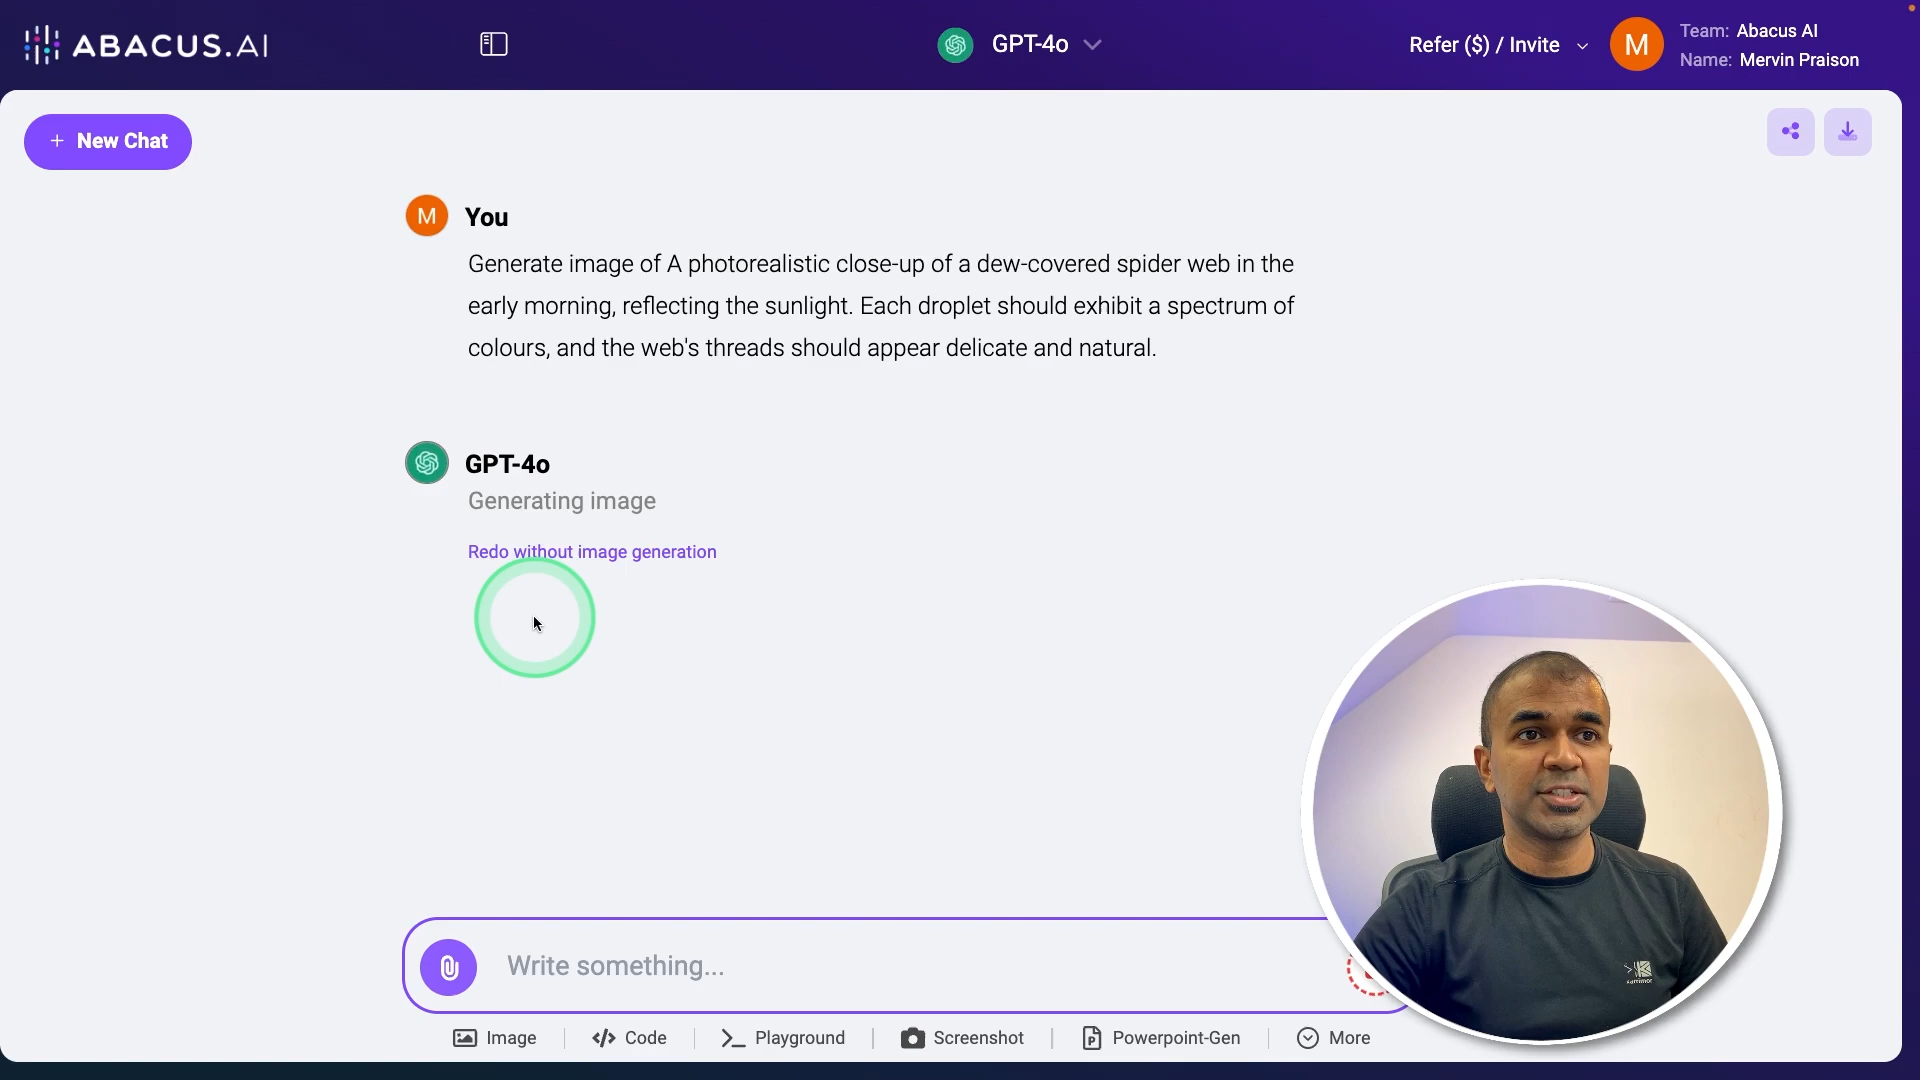 ABACUS.AI
GPT-4o
Refer ($) / Invite
M
Team: Abacus AI
Name: Mervin Praison
+ New Chat
M
You
Generate image of A photorealistic close-up of a dew-covered spider web in the
early morning, reflecting the sunlight. Each droplet should exhibit a spectrum of
colours, and the web's threads should appear delicate and natural.
GPT-4o
Generating image
Redo without image generation
Write something...
Image
Code
Playground
Screenshot
Powerpoint-Gen
More